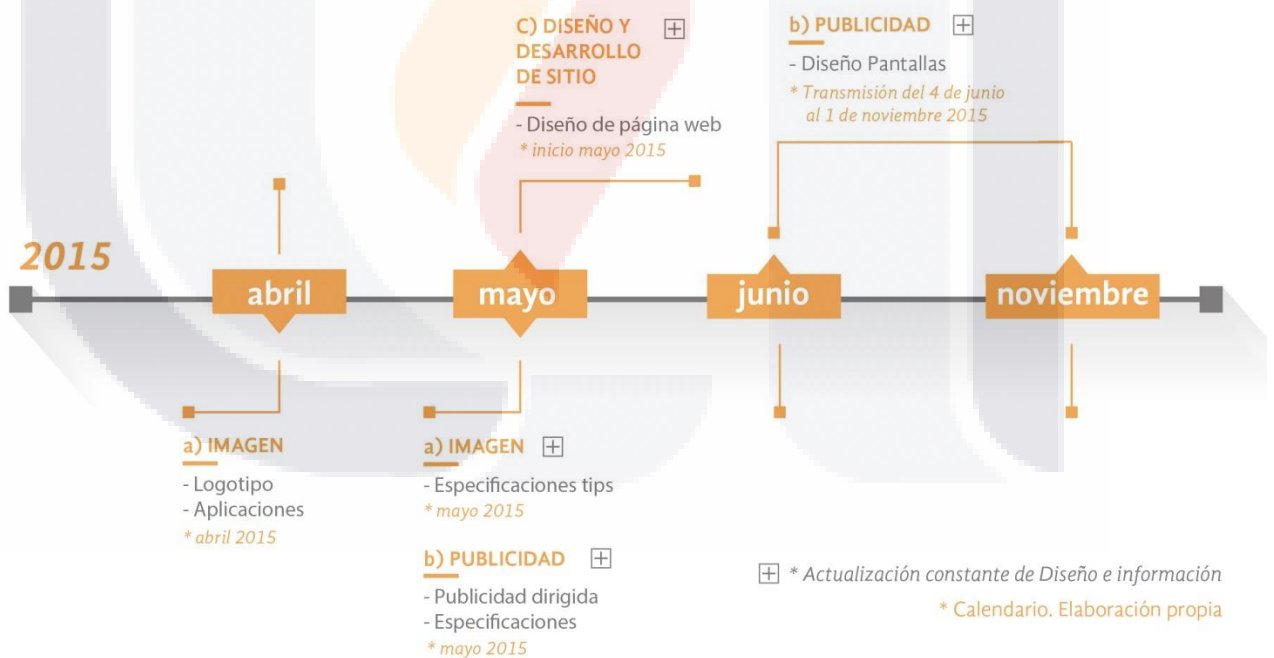 C) DISEÑO Y
DESARROLLO
DE SITIO
- Diseño de página web
* inicio mayo 2015
b) PUBLICIDAD
- Diseño Pantallas
* Transmisión del 4 de junio
al 1 de noviembre 2015
2015
abril
mayo
junio
noviembre
a) IMAGEN
- Logotipo
- Aplicaciones
* abril 2015
a) IMAGEN
- Especificaciones tips
* mayo 2015
b) PUBLICIDAD
- Publicidad dirigida
- Especificaciones
* mayo 2015
* Actualización constante de Diseño e información
* Calendario. Elaboración propia